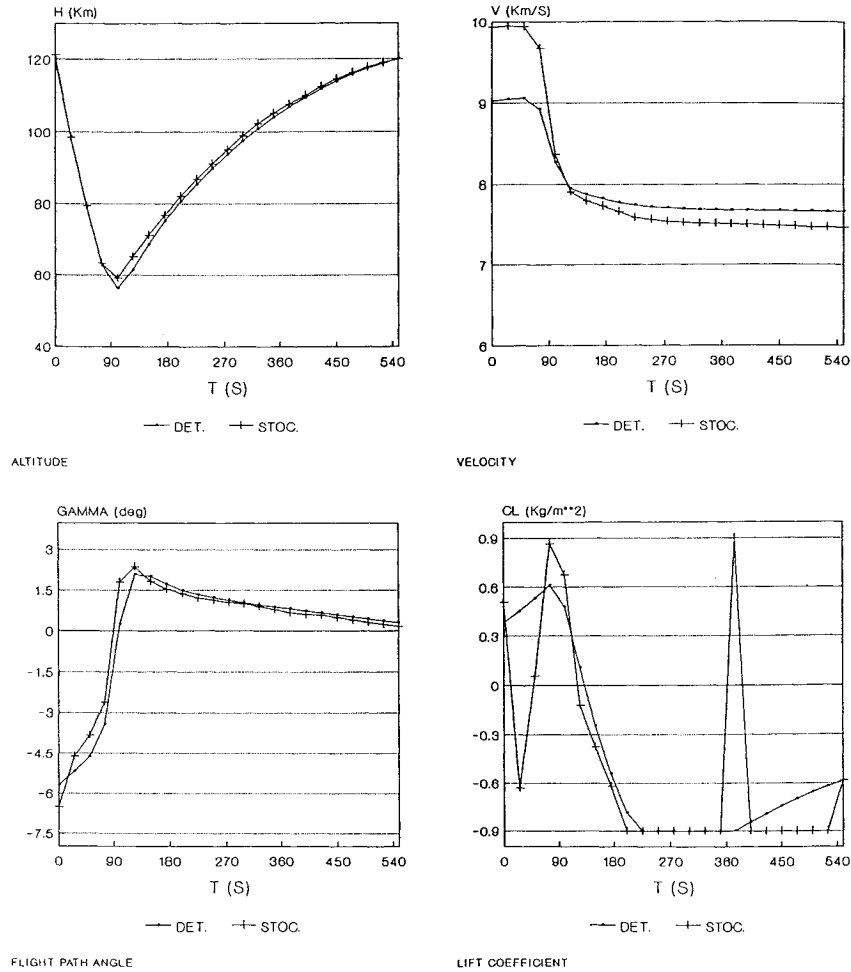 H (Km)
120
100
80
60
40
0 90 180 270 360 450 540
T (S)
DET. STOC.
ALTITUDE
V (Km/S)
10
9
8
7
6
0 90 180 270 360 450 540
T (S)
DET. STOC.
VELOCITY
GAMMA (deg)
3
1.5
0
-1.5
-3
-4.5
-6
-7.5
0 90 180 270 360 450 540
T (S)
DET. STOC.
FLIGHT PATH ANGLE
CL (Kg/m**2)
0.9
0.6
0.3
0
-0.3
-0.6
-0.9
0 90 180 270 360 450 540
T (S)
DET. STOC.
LIFT COEFFICIENT